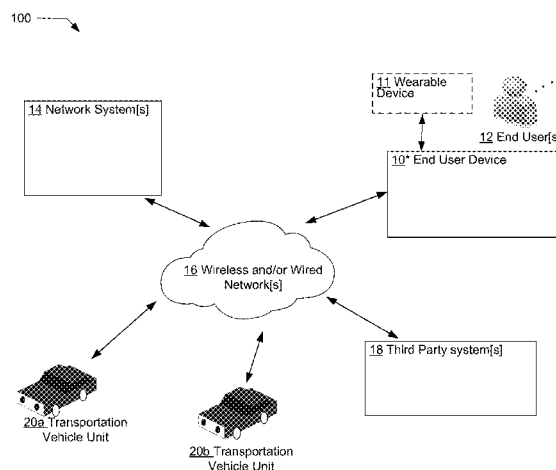 100
11 Wearable
Device
14 Network System[s]
12 End User[s
10* End User Device
16 Wireless and/or Wired
Network[s]
18 Third Party system[s]
20a Transportation
Vehicle Unit
20b Transportation
Vehicle Unit